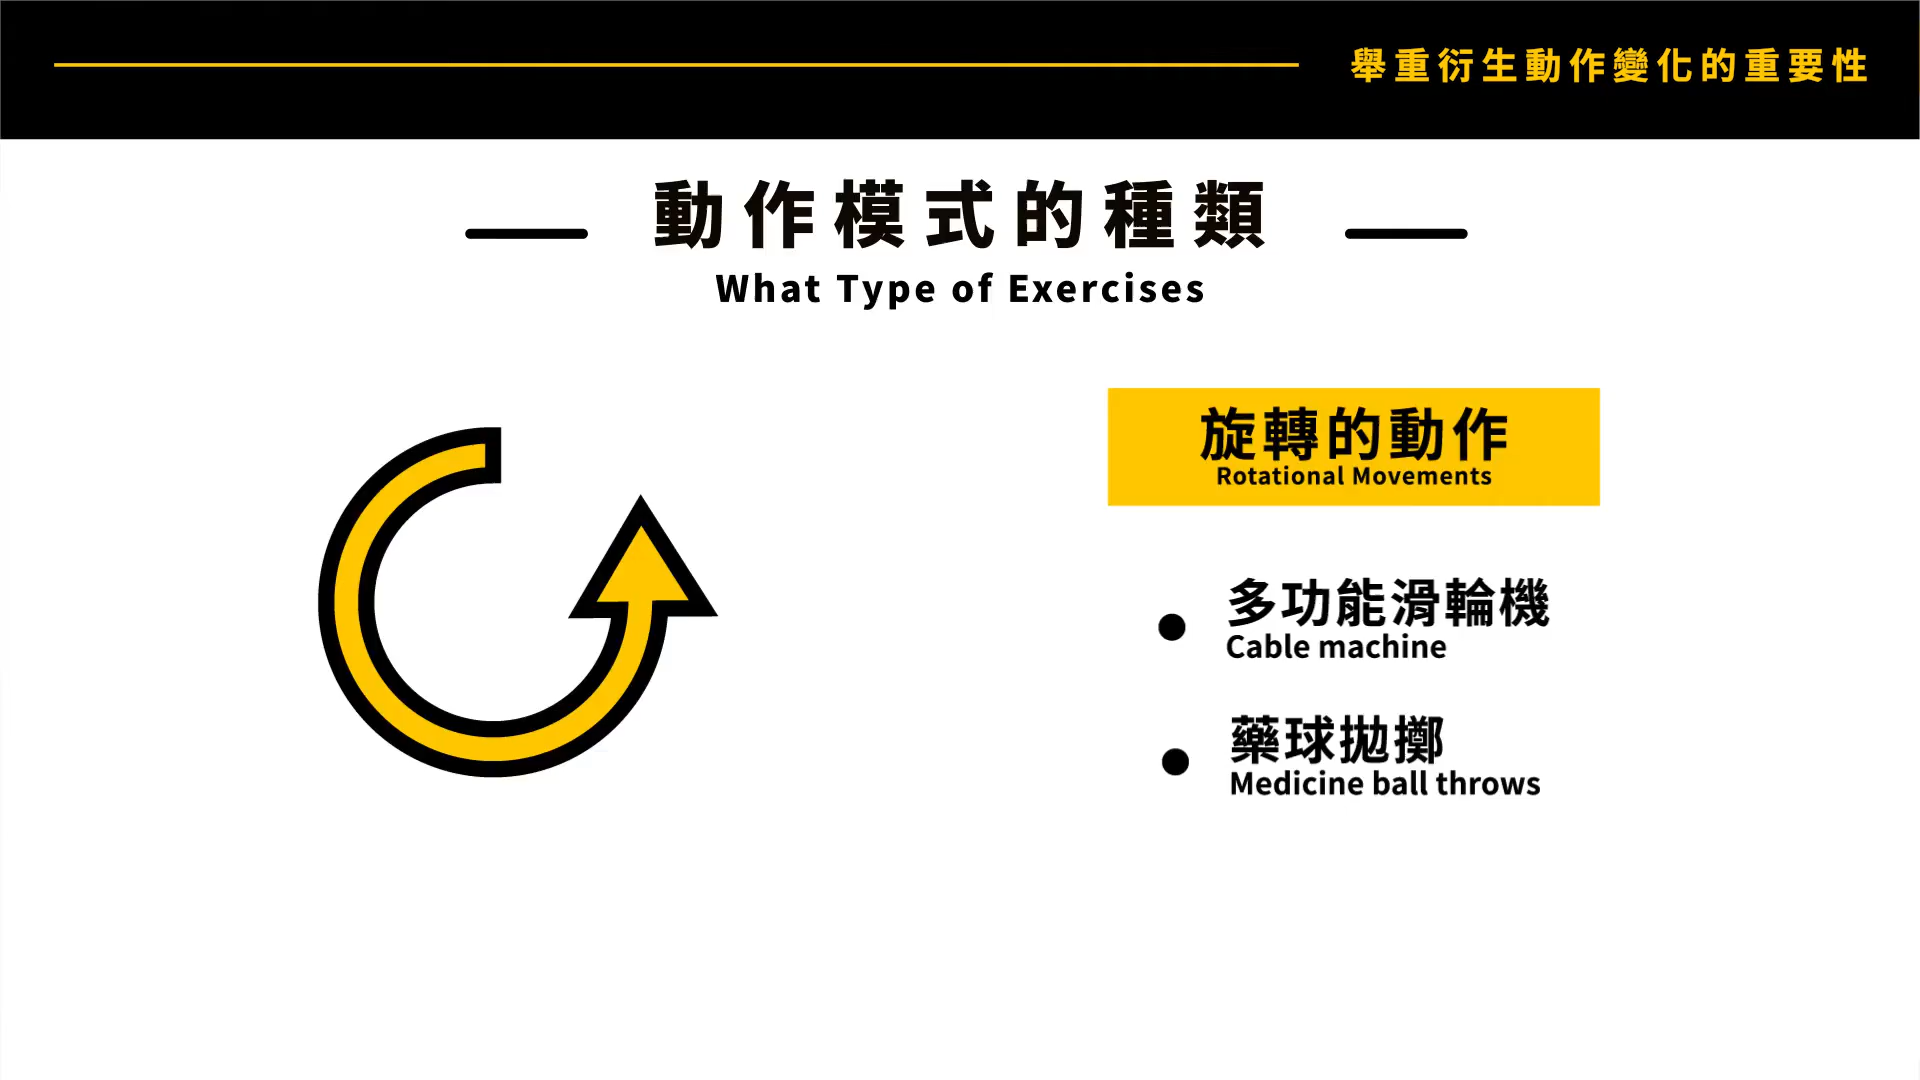 舉重衍生動作變化的重要性
動作模式的種類
What Type of Exercises
旋轉的動作
Rotational Movements
多功能滑輪機
Cable machine
藥球拋擲
Medicine ball throws